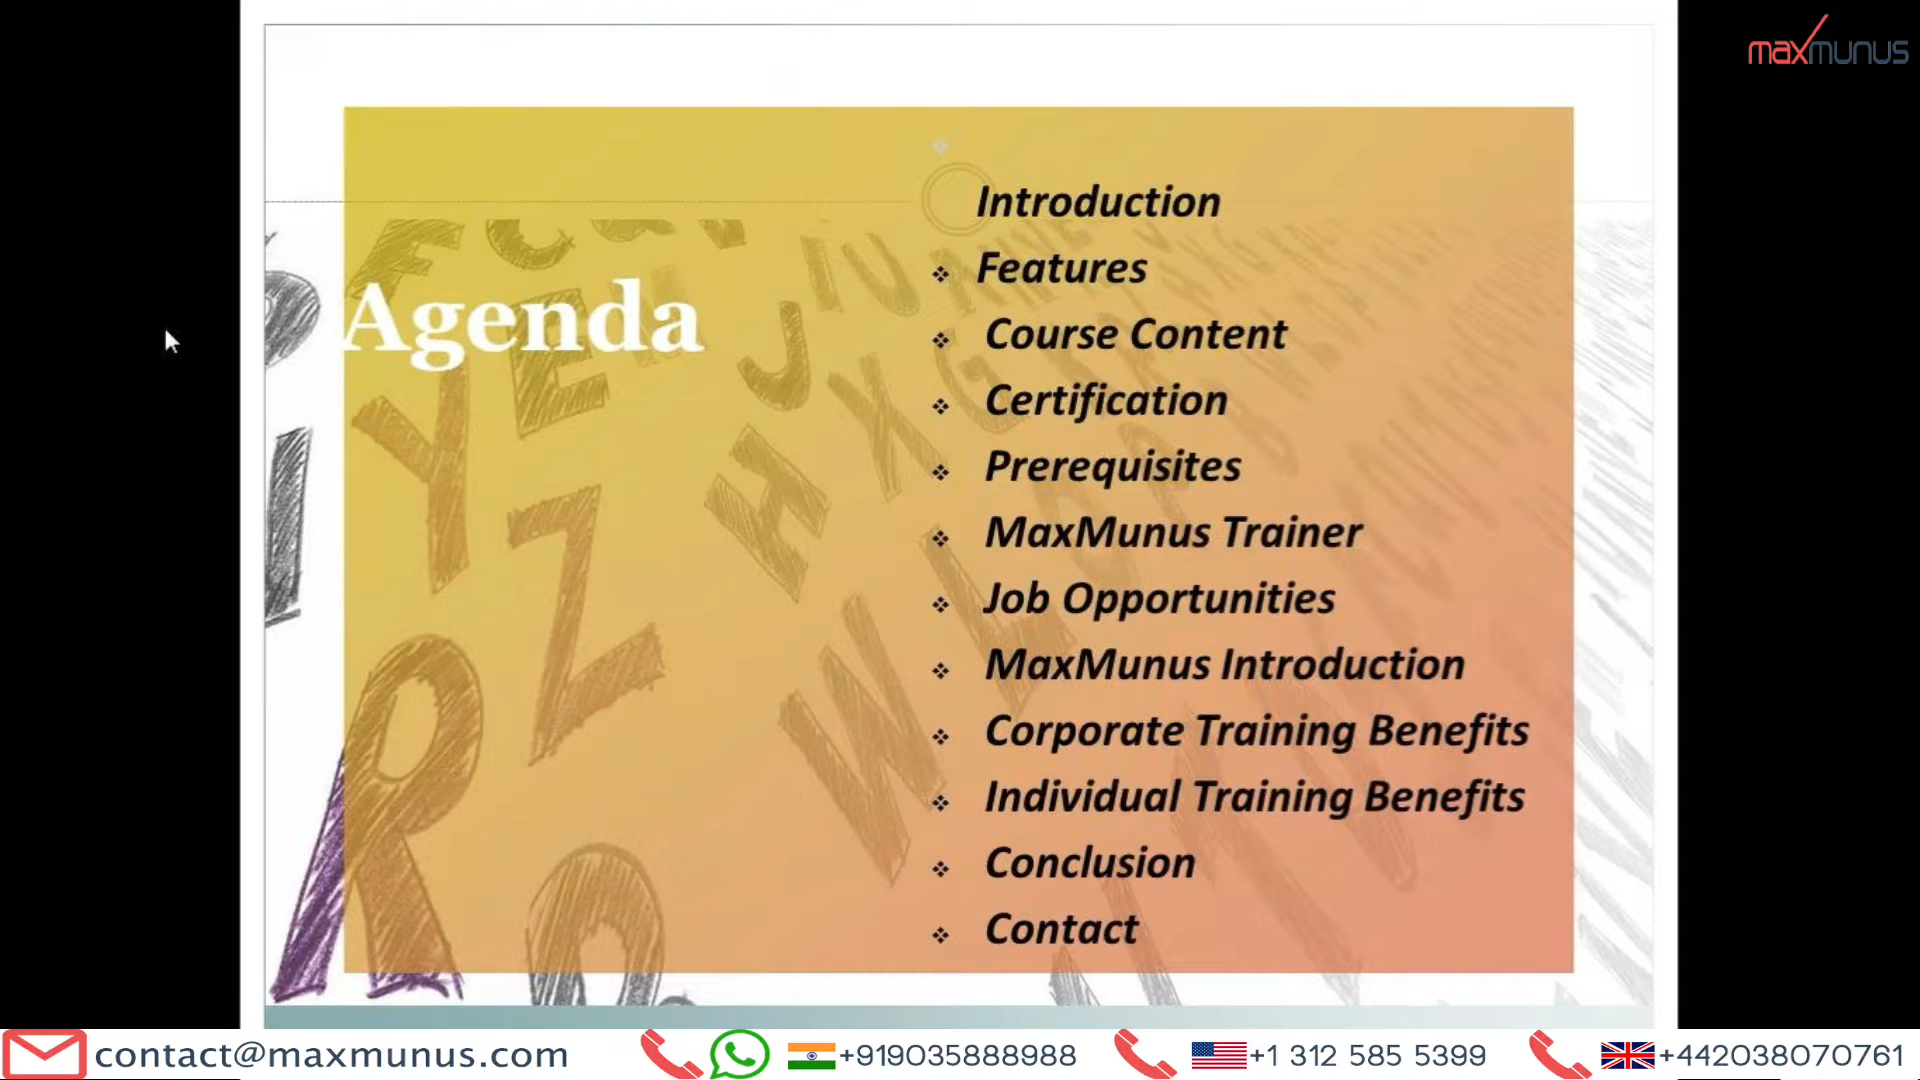 maxmunus
Agenda
Introduction
Features
Course Content
Certification
Prerequisites
MaxMunus Trainer
Job Opportunities
MaxMunus Introduction
Corporate Training Benefits
Individual Training Benefits
Conclusion
Contact
contact@maxmunus.com +919035888988 +1 312 585 5399 +442038070761